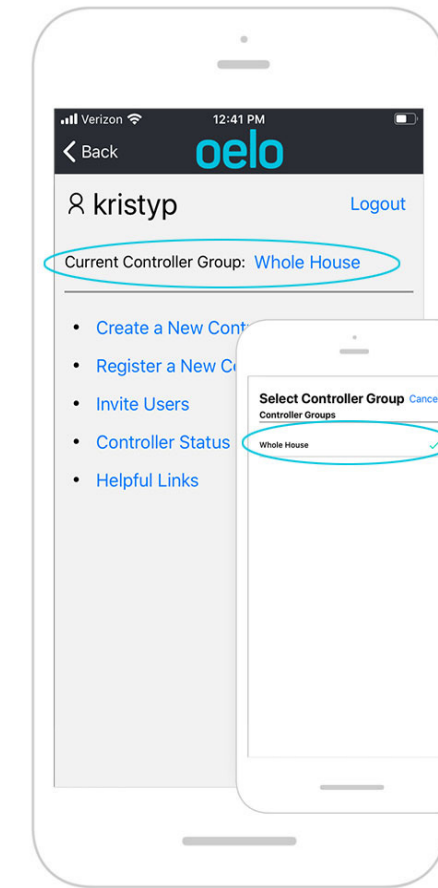 Verizon 12:41 PM
Back oelo
kristyp Logout
Current Controller Group: Whole House
• Create a New Cont
• Register a New Co
• Invite Users
• Controller Status
• Helpful Links
Select Controller Group Cance
Controller Groups
Whole House